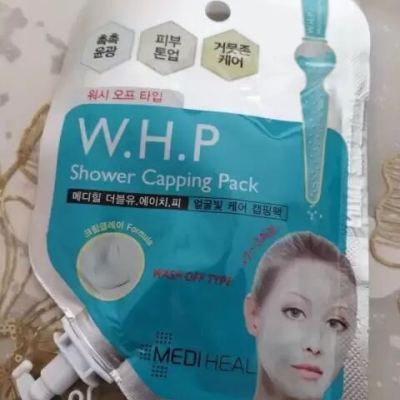 촉촉
윤광
피부
톤업
거뭇존
케어
워시 오프 타입
W.H.P
Shower Capping Pack
메디힐 더블유.에이치.피
얼굴빛 케어 캡핑팩
크림클레이 Formula
WASH OFF TYPE
MEDIHEAL
W.H.P